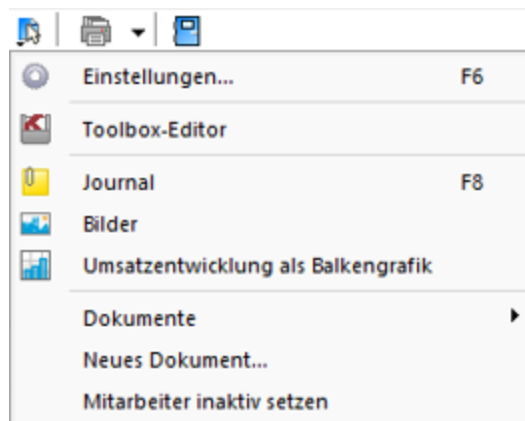 Einstellungen... F6
Toolbox-Editor
Journal F8
Bilder
Umsatzentwicklung als Balkengrafik
Dokumente
Neues Dokument...
Mitarbeiter inaktiv setzen